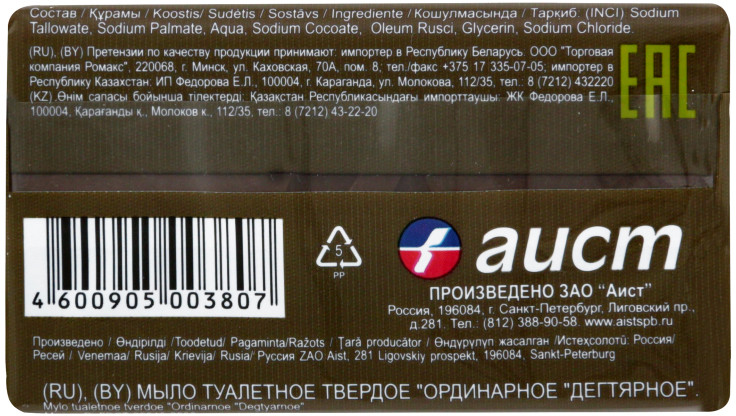 Состав / Құрамы / Koostis / Sudėtis / Sostāvs / Ingrediente / Кошулмасында / Таркиб: (INCI) Sodium
Tallowate, Sodium Palmate, Aqua, Sodium Cocoate, Oleum Rusci, Glycerin, Sodium Chloride.
(RU), (BY) Претензии по качеству продукции принимают: импортер в Республику Беларусь: ООО "Торговая
компания Ромакс", 220068, г. Минск, ул. Каховская, 70А, пом. 8; тел./факс +375 17 335-07-05; импортер в
Республику Казахстан: ИП Федорова Е.Л., 100004, г. Караганда, ул. Молокова, 112/35, тел.: 8 (7212) 432220
(KZ) Өнім сапасы бойынша тілектерді: Қазақстан Республикасындағы импорттаушы: ЖК Федорова Е.Л.,
100004, Қарағанды қ., Молоков к., 112/35, тел.: 8 (7212) 43-22-20
EAC
4 600905 003807
5
PP
аист
ПРОИЗВЕДЕНО ЗАО "Аист"
Россия, 196084, г. Санкт-Петербург, Лиговский пр.,
д.281. Тел.: (812) 388-90-58. www.aistspb.ru
Произведено / Өндірілді /Toodetud/ Pagaminta/Ražots / Ţară producător / Өндүрүлүп жасалган /Истехсолотӣ: Россия/
Ресей / Venemaa/ Rusija/ Krievija/ Rusia/ Руссия ZAO Aist, 281 Ligovskiy prospekt, 196084, Sankt-Peterburg
(RU), (BY) МЫЛО ТУАЛЕТНОЕ ТВЕРДОЕ "ОРДИНАРНОЕ "ДЕГТЯРНОЕ"
Mylo tualetnoe tverdoe "Ordinarnoe "Degtyarnoe"